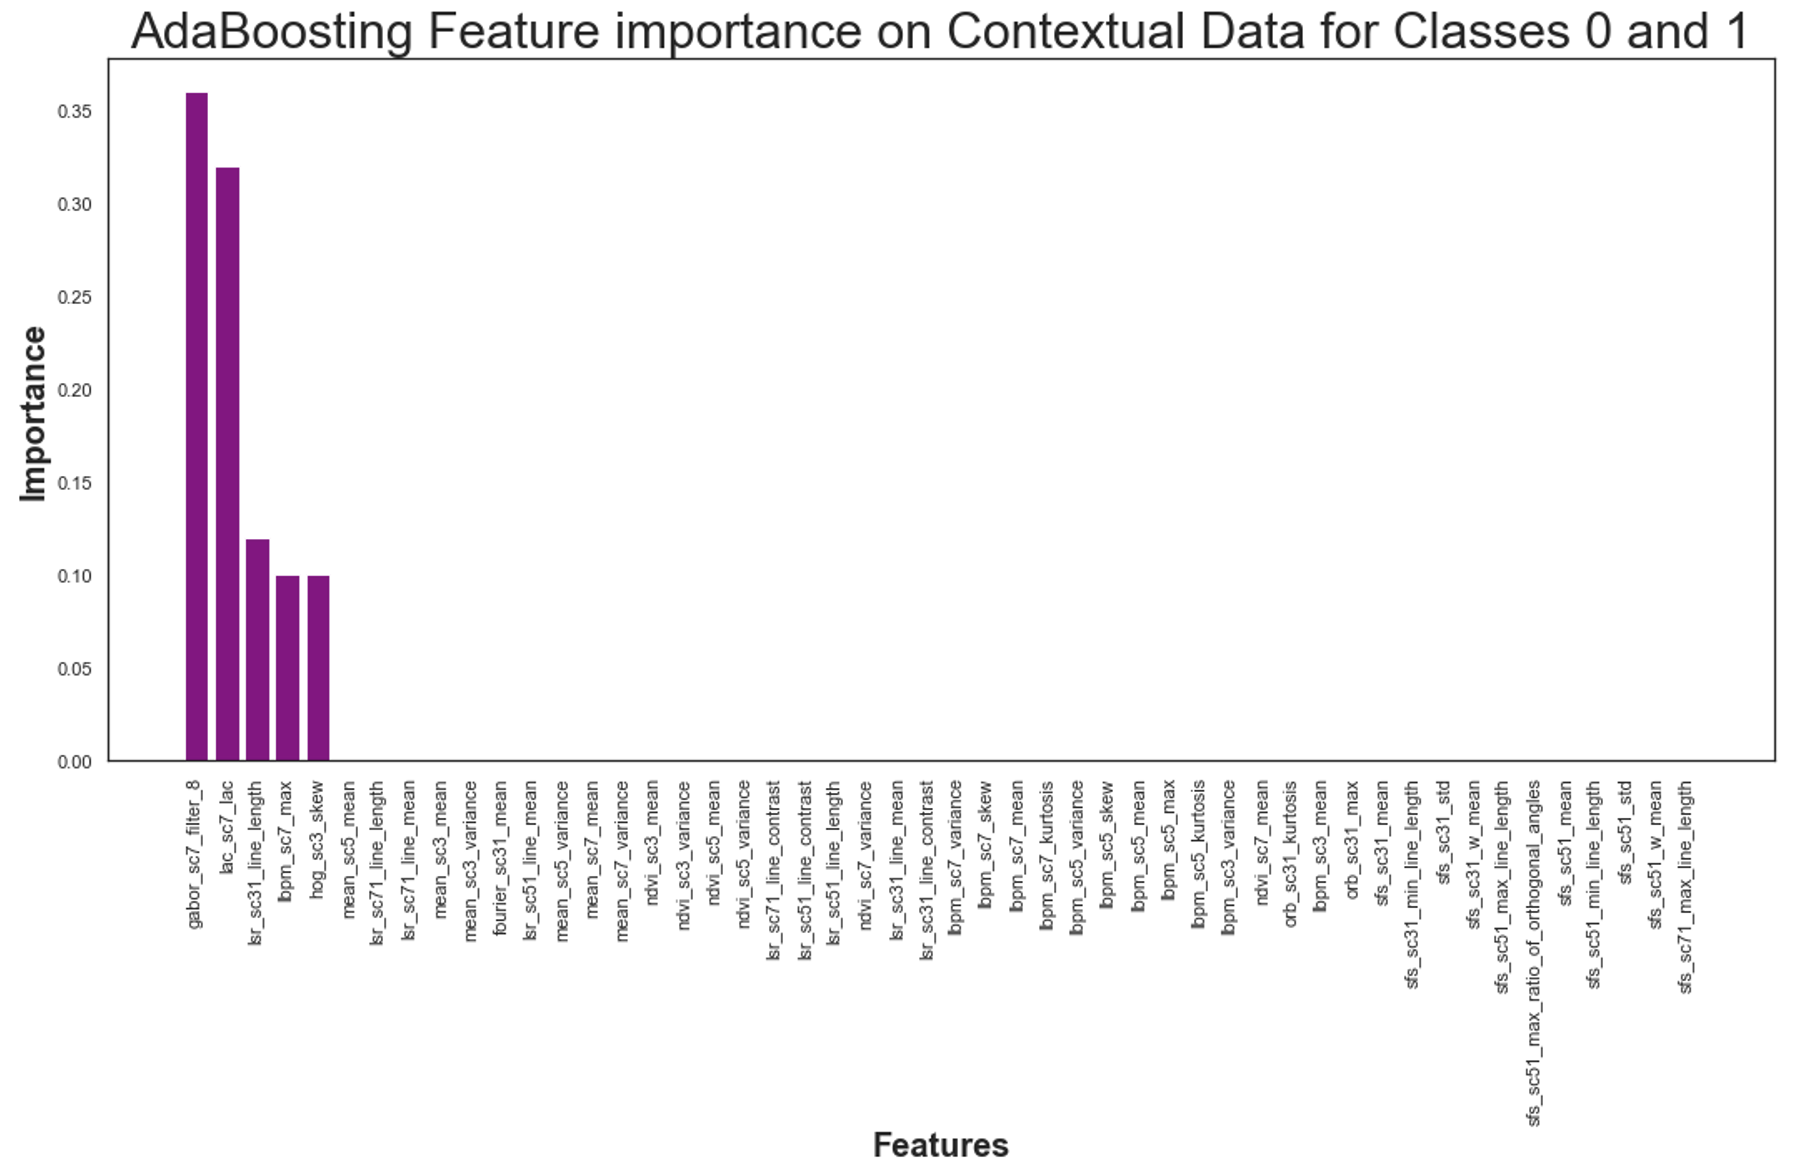 AdaBoosting Feature importance on Contextual Data for Classes 0 and 1
Importance
0.35
0.30
0.25
0.20
0.15
0.10
0.05
0.00
gabor_sc7_filter_8
lac_sc7_lac
lsr_sc31_line_length
lbpm_sc7_max
hog_sc3_skew
mean_sc5_mean
lsr_sc71_line_length
lsr_sc71_line_mean
mean_sc3_mean
mean_sc3_variance
fourier_sc31_mean
lsr_sc51_line_mean
mean_sc5_variance
mean_sc7_mean
mean_sc7_variance
ndvi_sc3_mean
ndvi_sc3_variance
ndvi_sc5_mean
ndvi_sc5_variance
lsr_sc71_line_contrast
lsr_sc51_line_contrast
lsr_sc51_line_length
ndvi_sc7_variance
lsr_sc31_line_mean
lsr_sc31_line_contrast
lbpm_sc7_variance
lbpm_sc7_skew
lbpm_sc7_mean
lbpm_sc7_kurtosis
lbpm_sc5_variance
lbpm_sc5_skew
lbpm_sc5_mean
lbpm_sc5_max
lbpm_sc5_kurtosis
lbpm_sc3_variance
ndvi_sc7_mean
orb_sc31_kurtosis
lbpm_sc3_mean
orb_sc31_max
sfs_sc31_mean
sfs_sc31_min_line_length
sfs_sc31_std
sfs_sc31_w_mean
sfs_sc51_max_line_length
sfs_sc51_max_ratio_of_orthogonal_angles
sfs_sc51_mean
sfs_sc51_min_line_length
sfs_sc51_std
sfs_sc51_w_mean
sfs_sc71_max_line_length
Features